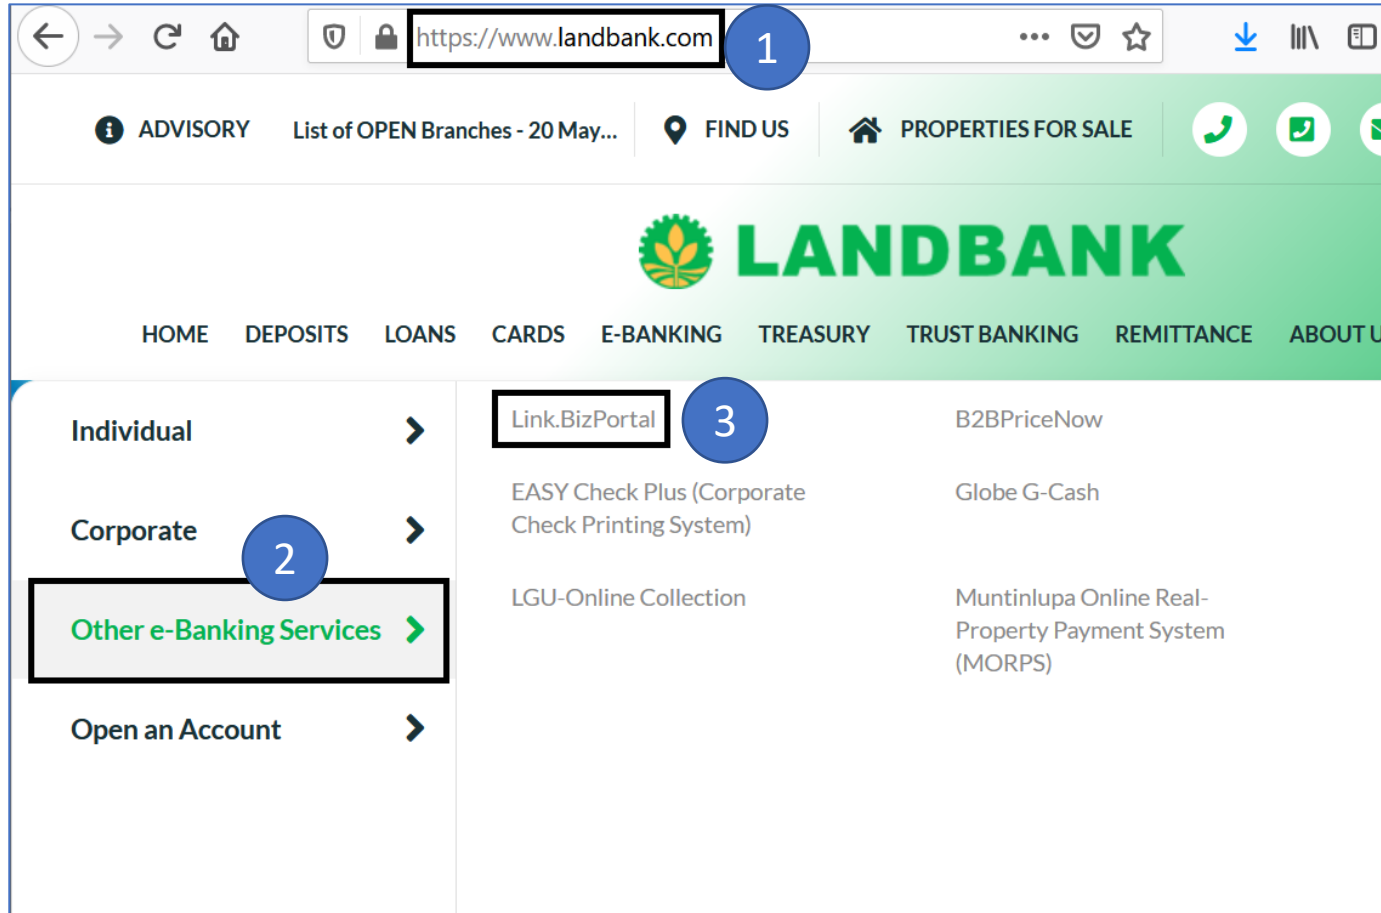 https://www.landbank.com
1
ADVISORY
List of OPEN Branches - 20 May...
FIND US
PROPERTIES FOR SALE
LANDBANK
HOME DEPOSITS LOANS CARDS E-BANKING TREASURY TRUST BANKING REMITTANCE ABOUT U
Individual
Corporate
2
Other e-Banking Services
Open an Account
Link.BizPortal
3
B2BPriceNow
EASY Check Plus (Corporate
Check Printing System)
Globe G-Cash
LGU-Online Collection
Muntinlupa Online Real-
Property Payment System
(MORPS)